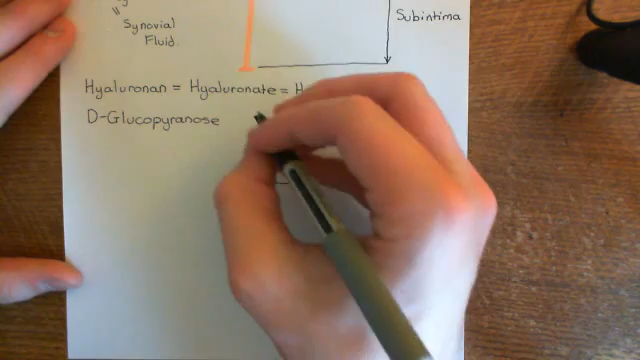 Synovial
Fluid.
Subintima
Hyaluronan = Hyaluronate = H
D-Glucopyranose